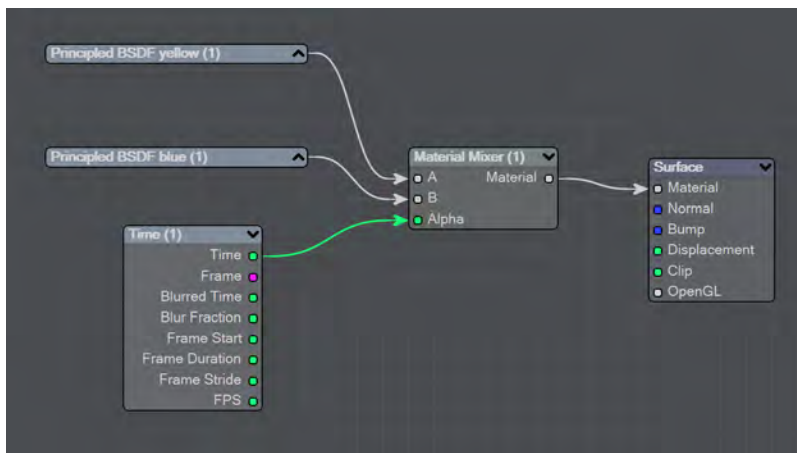 Principled BSDF yellow (1)
Principled BSDF blue (1)
Material Mixer (1)
A Material
B
Alpha
Surface
Material
Normal
Bump
Displacement
Clip
OpenGL
Time (1)
Time
Frame
Blurred Time
Blur Fraction
Frame Start
Frame Duration
Frame Stride
FPS